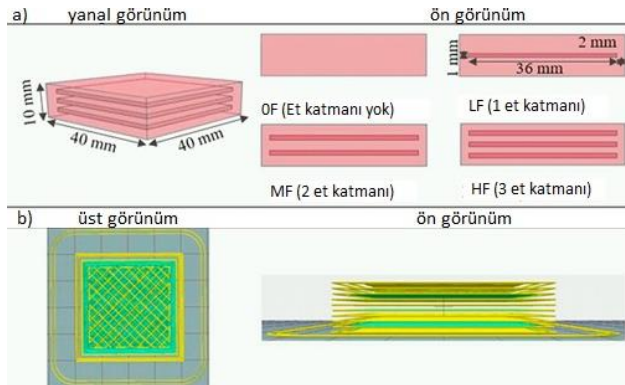 a) yanal görünüm ön görünüm
10 mm
40 mm
40 mm
0F (Et katmanı yok)
1 mm
2 mm
36 mm
LF (1 et katmanı)
MF (2 et katmanı)
HF (3 et katmanı)
b) üst görünüm ön görünüm